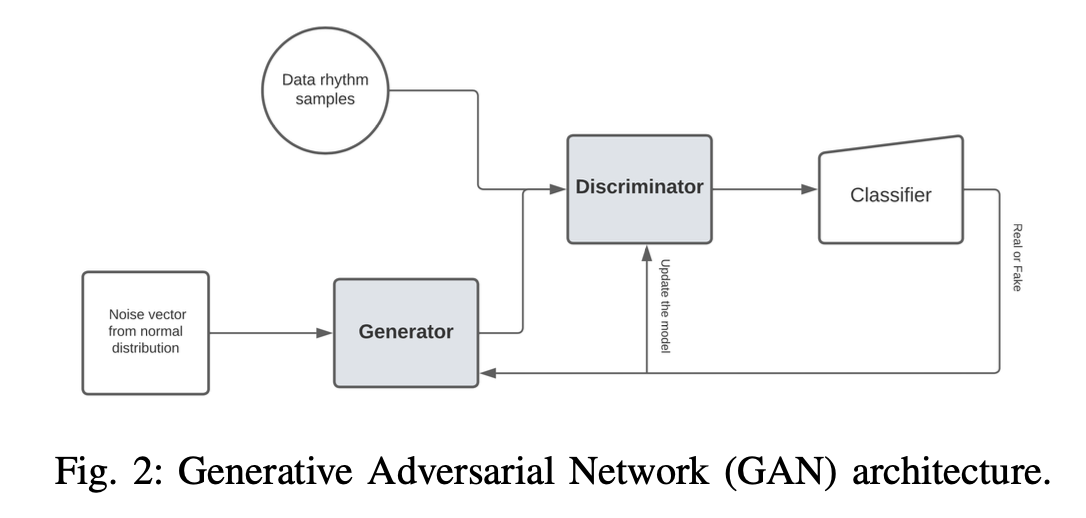 Data rhythm
samples
Discriminator
Classifier
Real or Fake
Update the model
Noise vector
from normal
distribution
Generator
Fig. 2: Generative Adversarial Network (GAN) architecture.